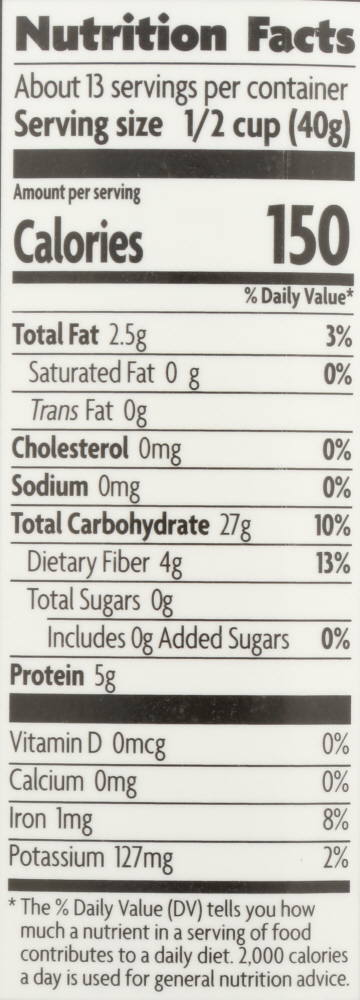 Nutrition Facts
About 13 servings per container
Serving size 1/2 cup (40g)
Amount per serving
Calories 150
% Daily Value*
Total Fat 2.5g 3%
Saturated Fat 0 g 0%
Trans Fat 0g
Cholesterol 0mg 0%
Sodium 0mg 0%
Total Carbohydrate 27g 10%
Dietary Fiber 4g 13%
Total Sugars 0g
Includes 0g Added Sugars 0%
Protein 5g
Vitamin D 0mcg 0%
Calcium 0mg 0%
Iron 1mg 8%
Potassium 127mg 2%
* The % Daily Value (DV) tells you how
much a nutrient in a serving of food
contributes to a daily diet. 2,000 calories
a day is used for general nutrition advice.